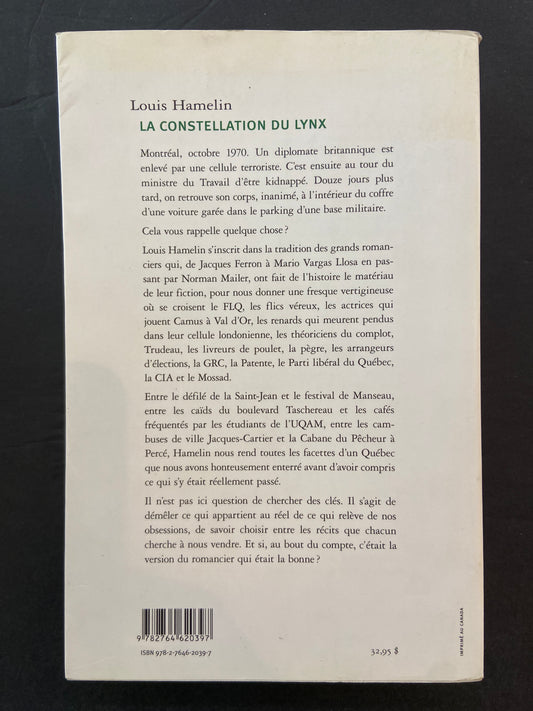 Louis Hamelin
LA CONSTELLATION DU LYNX
Montréal, octobre 1970. Un diplomate britannique est
enlevé par une cellule terroriste. C'est ensuite au tour du
ministre du Travail d'être kidnappé. Douze jours plus
tard, on retrouve son corps, inanimé, à l'intérieur du coffre
d'une voiture garée dans le parking d'une base militaire.
Cela vous rappelle quelque chose ?
Louis Hamelin s'inscrit dans la tradition des grands roman-
ciers qui, de Jacques Ferron à Mario Vargas Llosa en pas-
sant par Norman Mailer, ont fait de l'histoire le matériau
de leur fiction, pour nous donner une fresque vertigineuse
où se croisent le FLQ, les flics véreux, les actrices qui
jouent Camus à Val d'Or, les renards qui meurent pendus
dans leur cellule londonienne, les théoriciens du complot,
Trudeau, les livreurs de poulet, la pègre, les arrangeurs
d'élections, la GRC, la Patente, le Parti libéral du Québec,
la CIA et le Mossad.
Entre le défilé de la Saint-Jean et le festival de Manseau,
entre les caïds du boulevard Taschereau et les cafés
fréquentés par les étudiants de l'UQAM, entre les cam-
buses de ville Jacques-Cartier et la Cabane du Pêcheur à
Percé, Hamelin nous rend toutes les facettes d'un Québec
que nous avons honteusement enterré avant d'avoir compris
ce qui s'y était réellement passé.
Il n'est pas ici question de chercher des clés. Il s'agit de
démêler ce qui appartient au réel de ce qui relève de nos
obsessions, de savoir choisir entre les récits que chacun
cherche à nous vendre. Et si, au bout du compte, c'était la
version du romancier qui était la bonne ?
9 782764 620397
ISBN 978-2-7646-2039-7
32,95 $
IMPRIMÉ AU CANADA